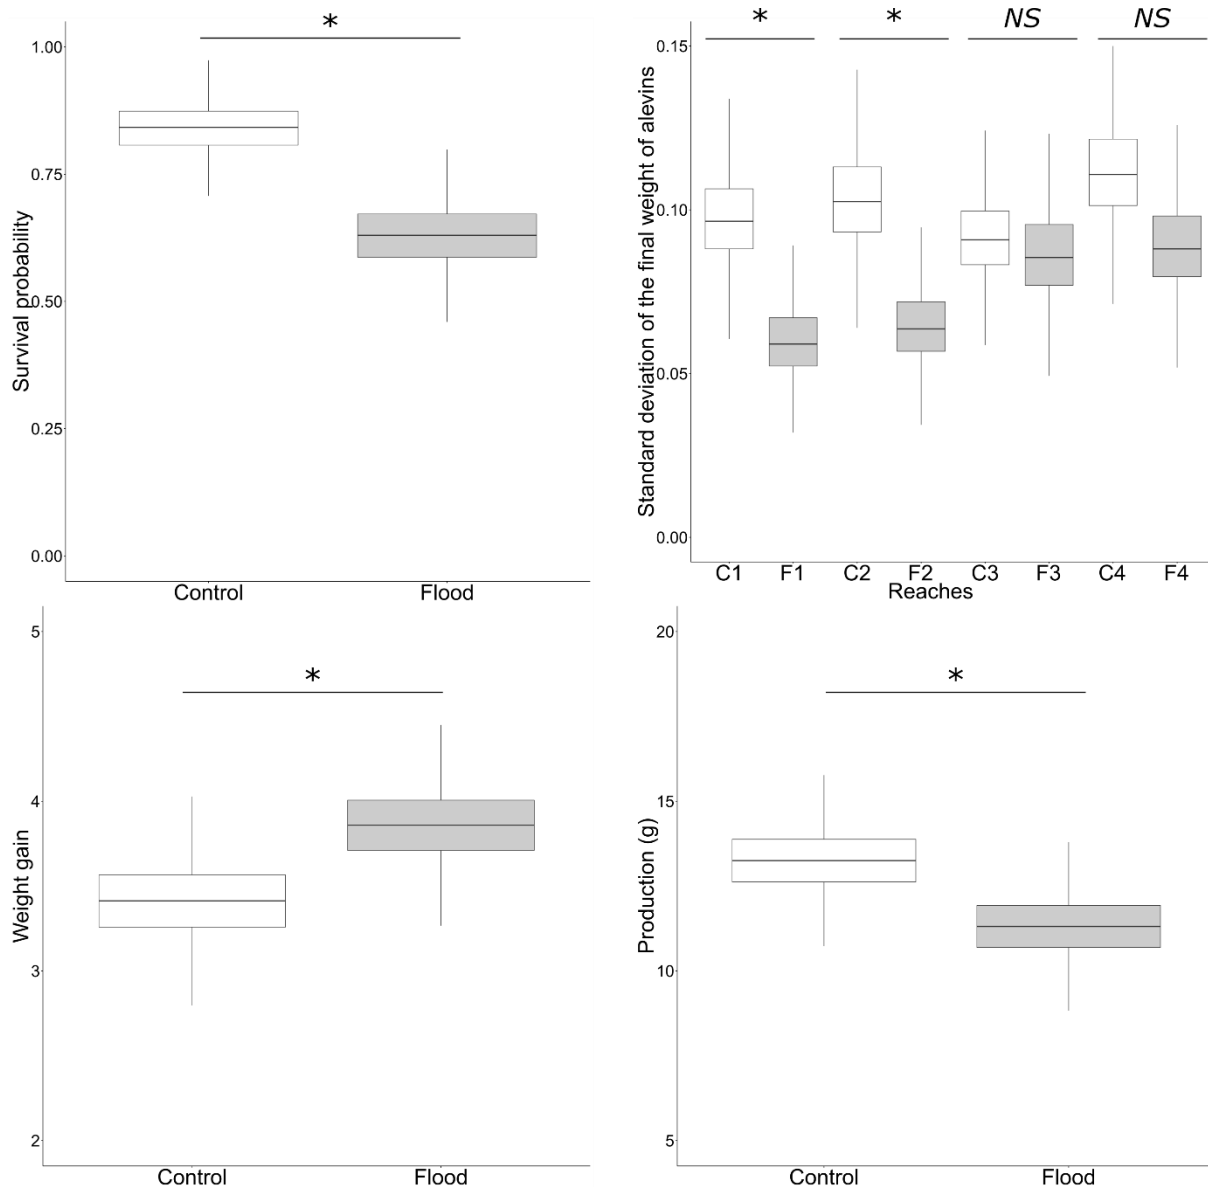 *
1.00
0.75
0.50
0.25
0.00
Survival probability
Control Flood
* * NS NS
0.15
0.10
0.05
0.00
Standard deviation of the final weight of alevins
C1 F1 C2 F2 C3 F3 C4 F4
Reaches
*
5
4
3
2
Weight gain
Control Flood
*
20
15
10
5
Production (g)
Control Flood